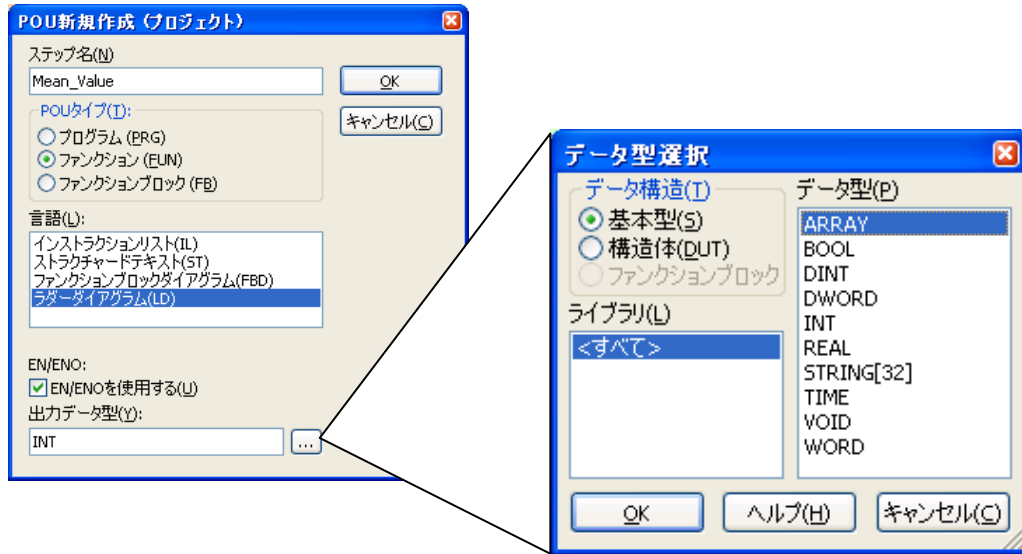 POU新規作成 (プロジェクト)
ステップ名(N)
Mean_Value
OK
キャンセル(C)
POUタイプ(T):
プログラム (PRG)
ファンクション (FUN)
ファンクションブロック (FB)
言語(L):
インストラクションリスト(IL)
ストラクチャードテキスト(ST)
ファンクションブロックダイアグラム(FBD)
ラダーダイアグラム(LD)
EN/ENO:
EN/ENOを使用する(U)
出力データ型(Y):
INT
...
データ型選択
データ構造(T)
基本型(S)
構造体(DUT)
ファンクションブロック
ライブラリ(L)
<すべて>
データ型(P)
ARRAY
BOOL
DINT
DWORD
INT
REAL
STRING[32]
TIME
VOID
WORD
OK
ヘルプ(H)
キャンセル(C)